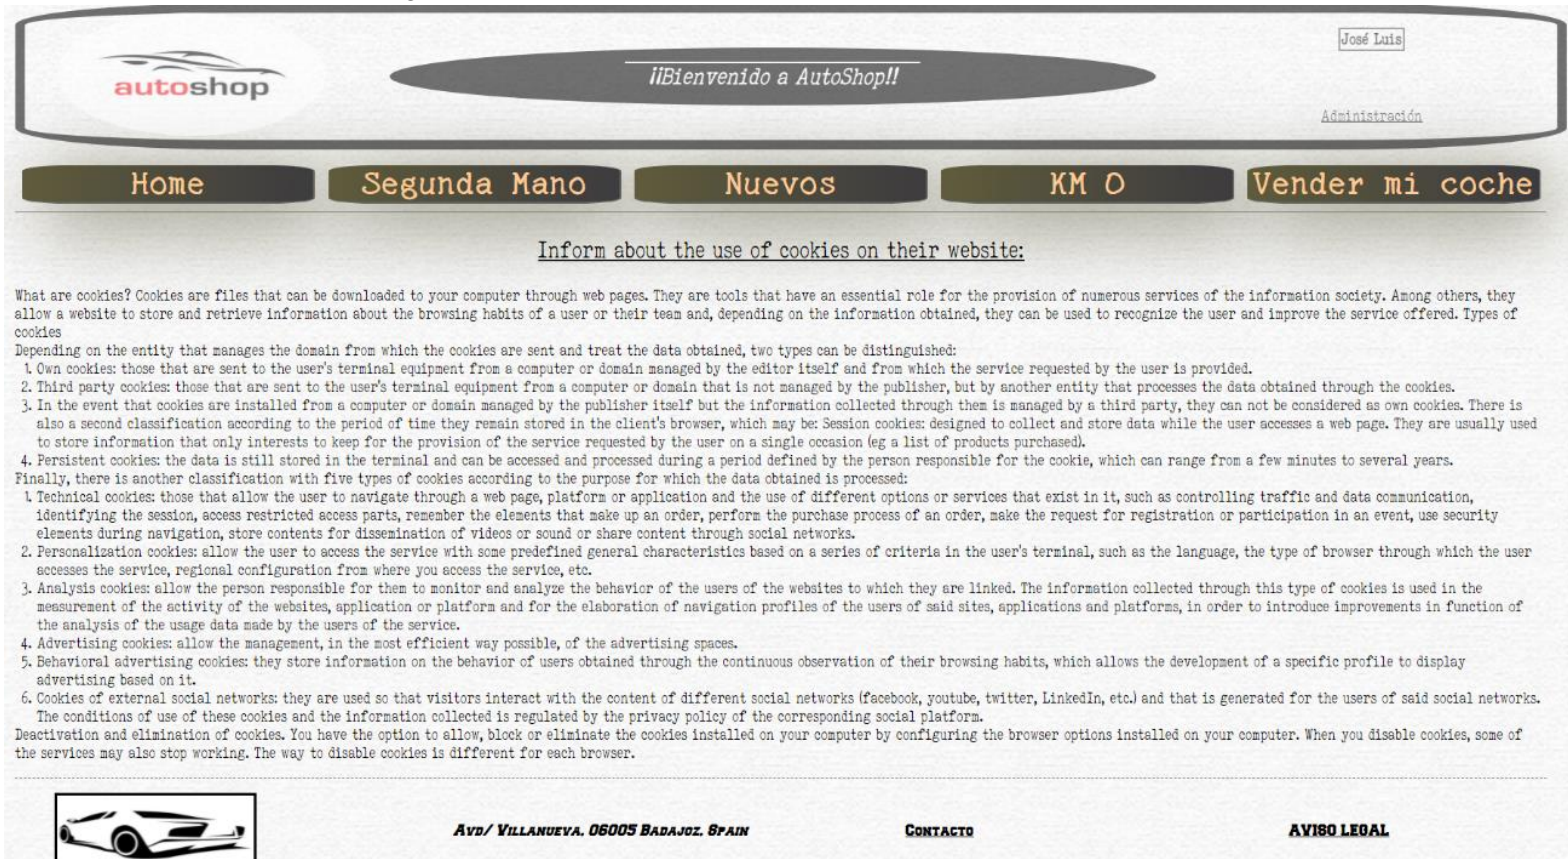 José Luis
autoshop
¡¡Bienvenido a AutoShop!!
Administración
Home
Segunda Mano
Nuevos
KM 0
Vender mi coche
Inform about the use of cookies on their website:
What are cookies? Cookies are files that can be downloaded to your computer through web pages. They are tools that have an essential role for the provision of numerous services of the information society. Among others, they
allow a website to store and retrieve information about the browsing habits of a user or their team and, depending on the information obtained, they can be used to recognize the user and improve the service offered. Types of
cookies
Depending on the entity that manages the domain from which the cookies are sent and treat the data obtained, two types can be distinguished:
1. Own cookies: those that are sent to the user's terminal equipment from a computer or domain managed by the editor itself and from which the service requested by the user is provided.
2. Third party cookies: those that are sent to the user's terminal equipment from a computer or domain that is not managed by the publisher, but by another entity that processes the data obtained through the cookies.
3. In the event that cookies are installed from a computer or domain managed by the publisher itself but the information collected through them is managed by a third party, they can not be considered as own cookies. There is
also a second classification according to the period of time they remain stored in the client's browser, which may be: Session cookies: designed to collect and store data while the user accesses a web page. They are usually used
to store information that only interests to keep for the provision of the service requested by the user on a single occasion (eg a list of products purchased).
4. Persistent cookies: the data is still stored in the terminal and can be accessed and processed during a period defined by the person responsible for the cookie, which can range from a few minutes to several years.
Finally, there is another classification with five types of cookies according to the purpose for which the data obtained is processed:
1. Technical cookies: those that allow the user to navigate through a web page, platform or application and the use of different options or services that exist in it, such as controlling traffic and data communication,
identifying the session, access restricted access parts, remember the elements that make up an order, perform the purchase process of an order, make the request for registration or participation in an event, use security
elements during navigation, store contents for dissemination of videos or sound or share content through social networks.
2. Personalization cookies: allow the user to access the service with some predefined general characteristics based on a series of criteria in the user's terminal, such as the language, the type of browser through which the user
accesses the service, regional configuration from where you access the service, etc.
3. Analysis cookies: allow the person responsible for them to monitor and analyze the behavior of the users of the websites to which they are linked. The information collected through this type of cookies is used in the
measurement of the activity of the websites, application or platform and for the elaboration of navigation profiles of the users of said sites, applications and platforms, in order to introduce improvements in function of
the analysis of the usage data made by the users of the service.
4. Advertising cookies: allow the management, in the most efficient way possible, of the advertising spaces.
5. Behavioral advertising cookies: they store information on the behavior of users obtained through the continuous observation of their browsing habits, which allows the development of a specific profile to display
advertising based on it.
6. Cookies of external social networks: they are used so that visitors interact with the content of different social networks (facebook, youtube, twitter, LinkedIn, etc.) and that is generated for the users of said social networks.
The conditions of use of these cookies and the information collected is regulated by the privacy policy of the corresponding social platform.
Deactivation and elimination of cookies. You have the option to allow, block or eliminate the cookies installed on your computer by configuring the browser options installed on your computer. When you disable cookies, some of
the services may also stop working. The way to disable cookies is different for each browser.
Avd/ Villanueva. 06005 Badajoz. Spain
Contacto
AVISO LEGAL